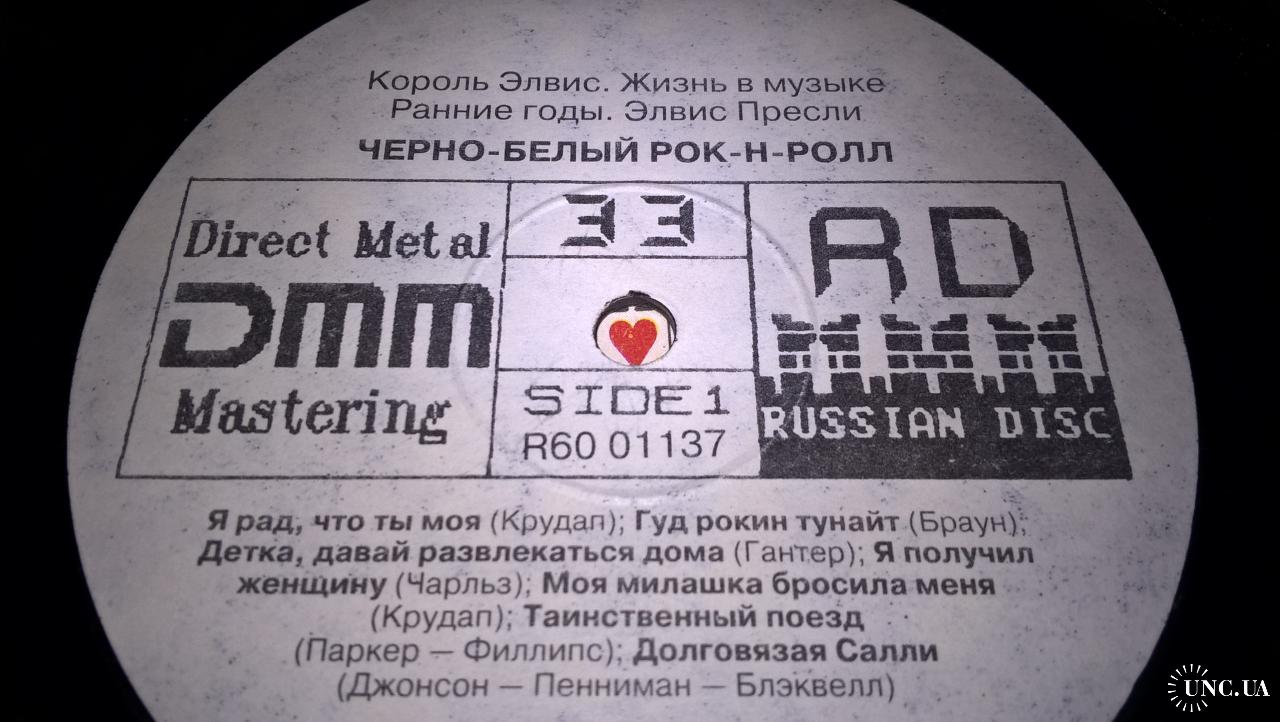 Король Элвис. Жизнь в музыке
Ранние годы. Элвис Пресли
ЧЕРНО-БЕЛЫЙ РОК-Н-РОЛЛ
Direct Metal
DMM
Mastering
33
SIDE 1
R60 01137
RD
RUSSIAN DISC
Я рад, что ты моя (Крудап); Гуд рокин тунайт (Браун);
Детка, давай развлекаться дома (Гантер); Я получил
женщину (Чарльз); Моя милашка бросила меня
(Крудап); Таинственный поезд
(Паркер — Филлипс); Долговязая Салли
(Джонсон — Пенниман — Блэквелл)
UNC.UA